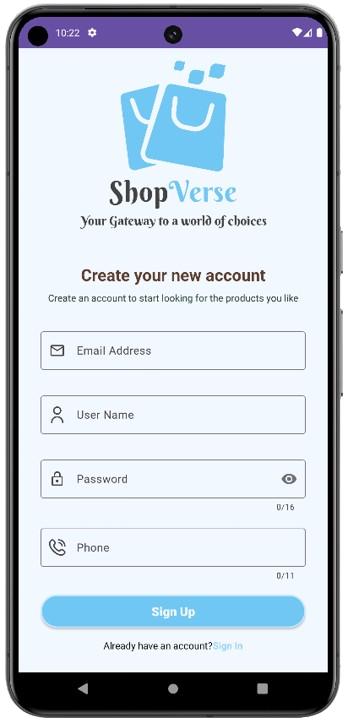 10:22
ShopVerse
Your Gateway to a world of choices
Create your new account
Create an account to start looking for the products you like
Email Address
User Name
Password
0/16
Phone
0/11
Sign Up
Already have an account?Sign In